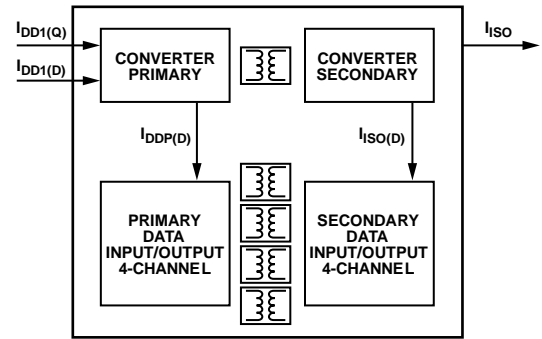 IDD1(Q)
IDD1(D)
CONVERTER
PRIMARY
CONVERTER
SECONDARY
IISO
IDDP(D)
IISO(D)
PRIMARY
DATA
INPUT/OUTPUT
4-CHANNEL
SECONDARY
DATA
INPUT/OUTPUT
4-CHANNEL